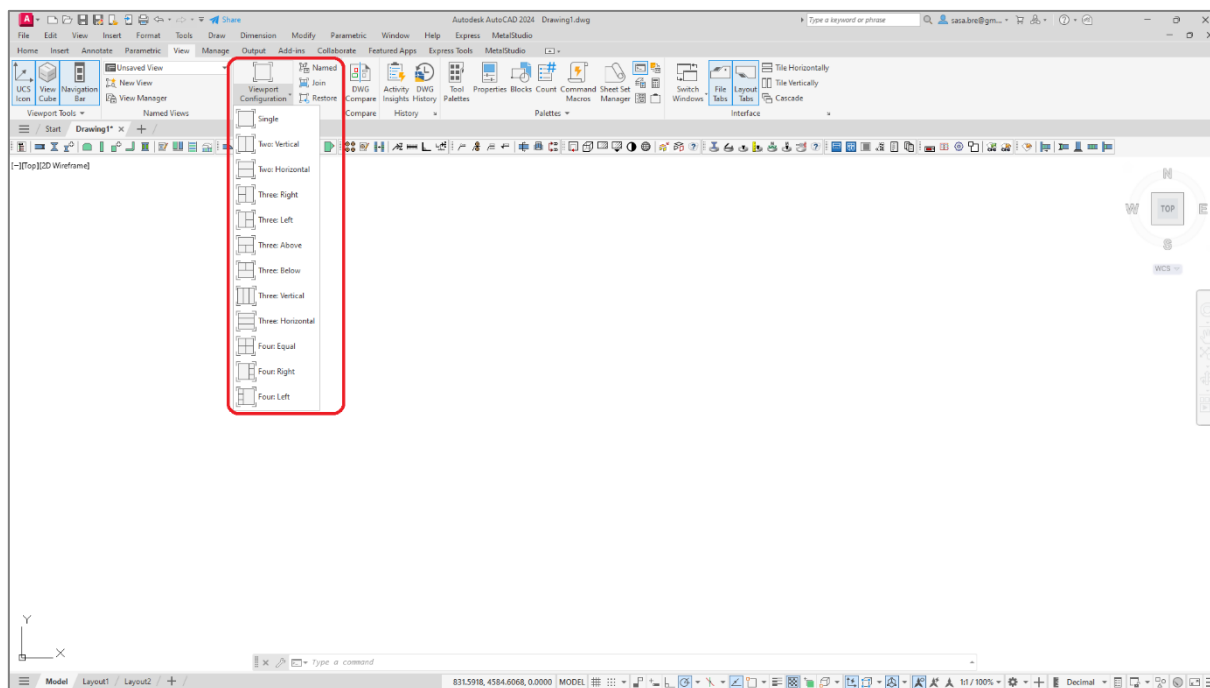 A Share Autodesk AutoCAD 2024 Drawing1.dwg Type a keyword or phrase sasa.bre@gm...
File Edit View Insert Format Tools Draw Dimension Modify Parametric Window Help Express MetalStudio
Home Insert Annotate Parametric View Manage Output Add-ins Collaborate Featured Apps Express Tools MetalStudio
Unsaved View Named Tile Horizontally
New View Join Tile Vertically
View Manager Restore Cascade
UCS Icon View Cube Navigation Bar Viewport Configuration DWG Compare Activity Insights DWG History Tool Palettes Properties Blocks Count Command Macros Sheet Set Manager Switch Windows File Tabs Layout Tabs
Viewport Tools Named Views Compare History Palettes Interface
Start Drawing1* +
Single
Two: Vertical
[−][Top][2D Wireframe]
Two: Horizontal
Three: Right
Three: Left
Three: Above
Three: Below
Three: Vertical
Three: Horizontal
Four: Equal
Four: Right
Four: Left
N
W TOP E
S
WCS
Y
X
Type a command
Model Layout1 Layout2 + 831.5918, 4584.6068, 0.0000 MODEL 1:1 / 100% Decimal